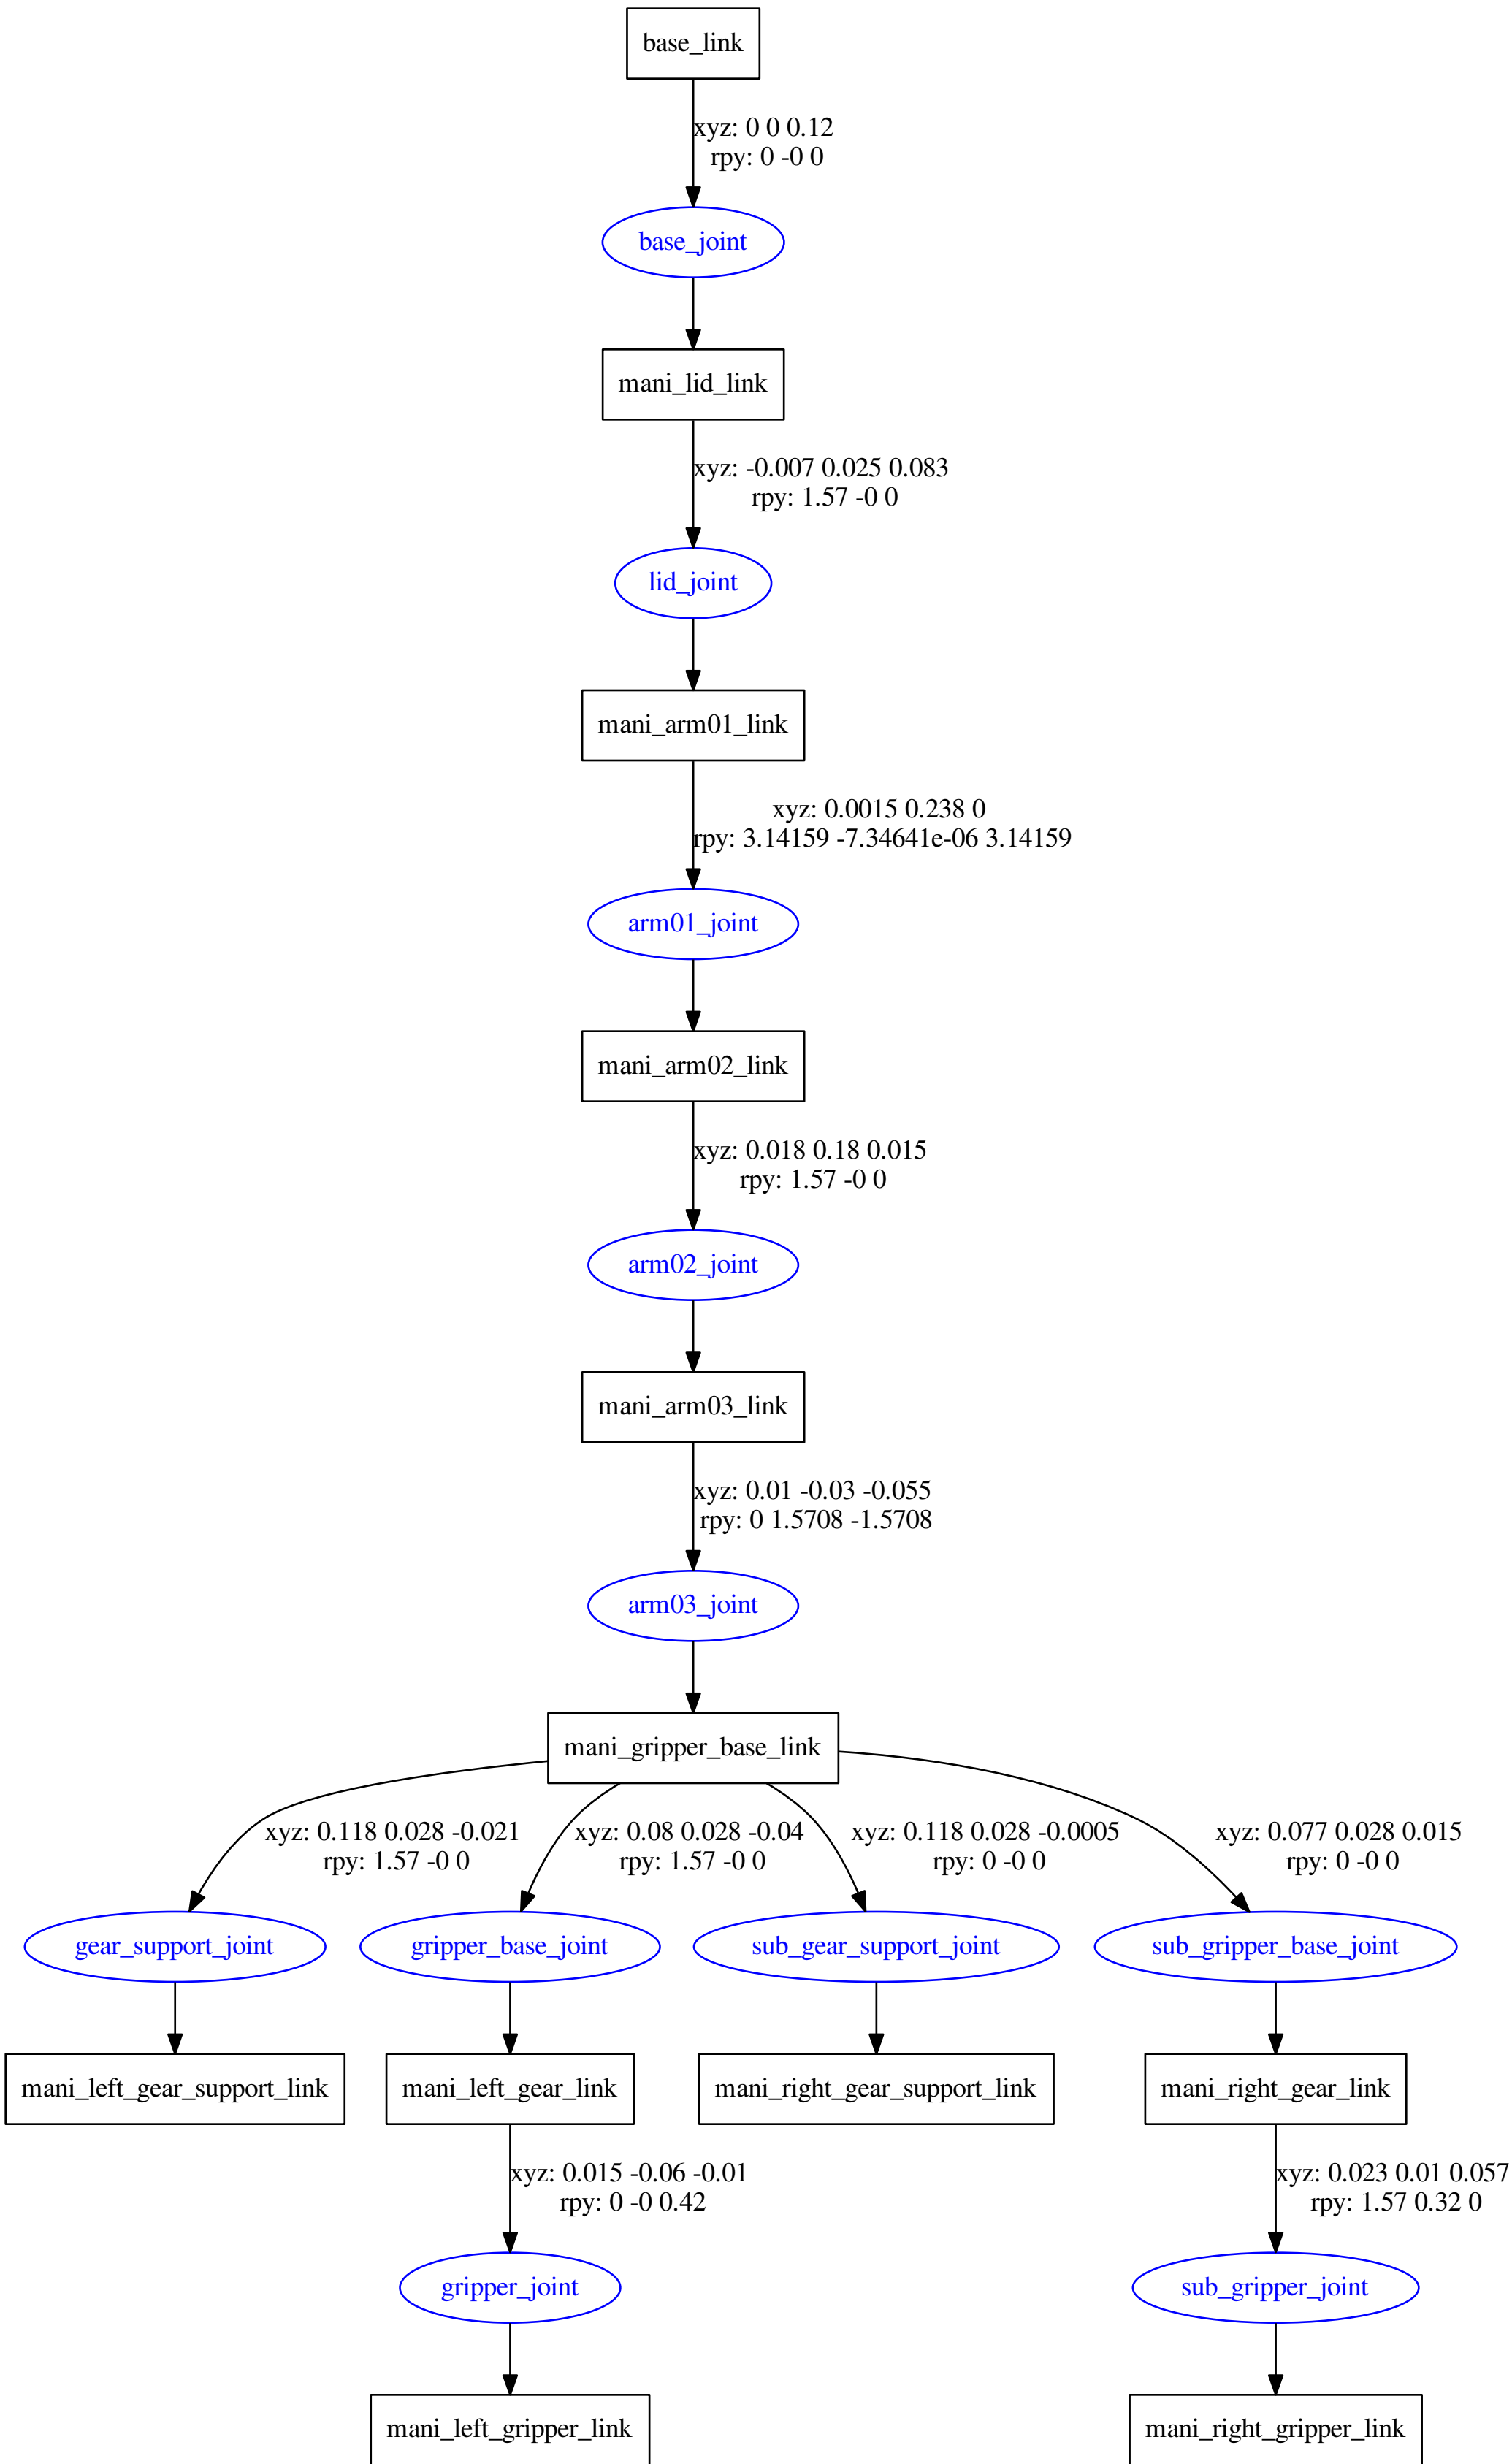 base_link
xyz: 0 0 0.12
rpy: 0 -0 0
base_joint
mani_lid_link
xyz: -0.007 0.025 0.083
rpy: 1.57 -0 0
lid_joint
mani_arm01_link
xyz: 0.0015 0.238 0
rpy: 3.14159 -7.34641e-06 3.14159
arm01_joint
mani_arm02_link
xyz: 0.018 0.18 0.015
rpy: 1.57 -0 0
arm02_joint
mani_arm03_link
xyz: 0.01 -0.03 -0.055
rpy: 0 1.5708 -1.5708
arm03_joint
mani_gripper_base_link
xyz: 0.118 0.028 -0.021
rpy: 1.57 -0 0
xyz: 0.08 0.028 -0.04
rpy: 1.57 -0 0
xyz: 0.118 0.028 -0.0005
rpy: 0 -0 0
xyz: 0.077 0.028 0.015
rpy: 0 -0 0
gear_support_joint
gripper_base_joint
sub_gear_support_joint
sub_gripper_base_joint
mani_left_gear_support_link
mani_left_gear_link
mani_right_gear_support_link
mani_right_gear_link
xyz: 0.015 -0.06 -0.01
rpy: 0 -0 0.42
xyz: 0.023 0.01 0.057
rpy: 1.57 0.32 0
gripper_joint
sub_gripper_joint
mani_left_gripper_link
mani_right_gripper_link